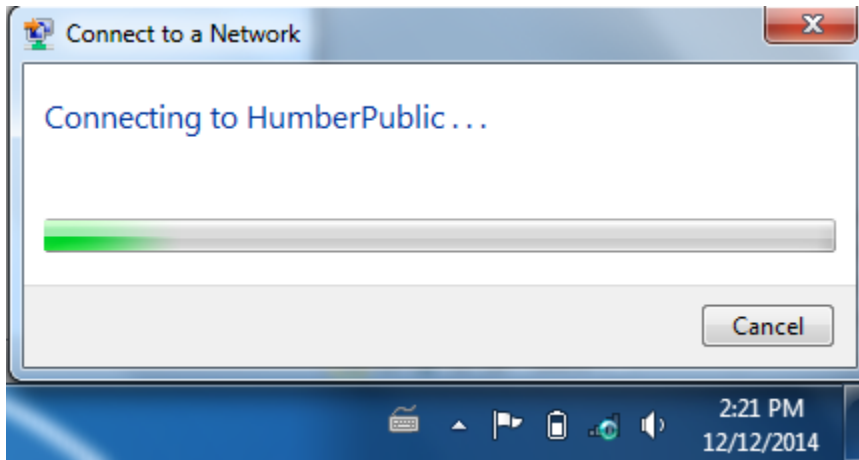 Connect to a Network
Connecting to HumberPublic . . .
Cancel
2:21 PM
12/12/2014